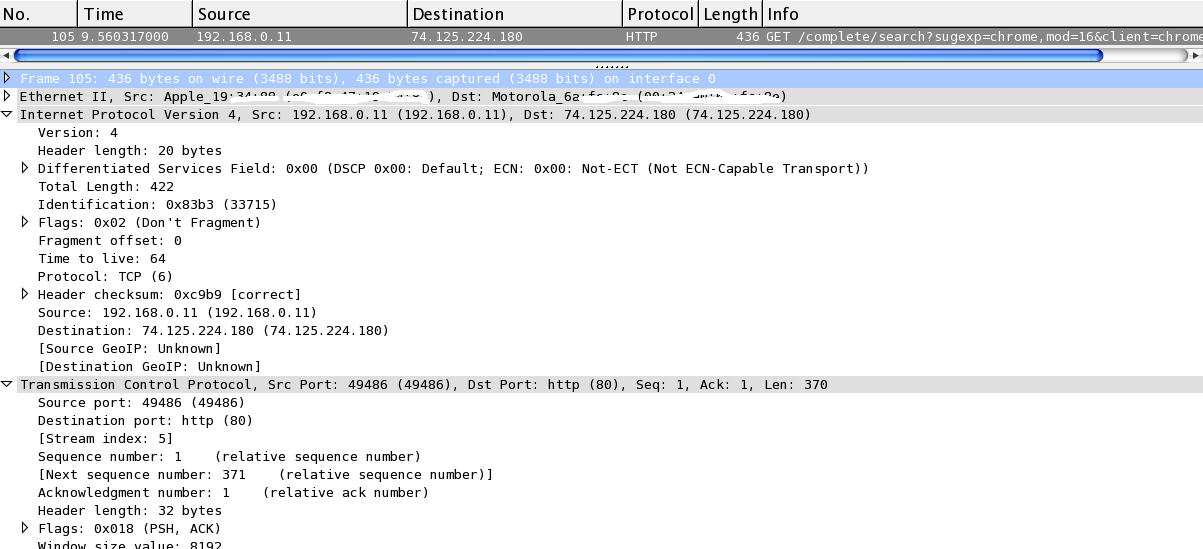 No. Time Source Destination Protocol Length Info
105 9.560317000 192.168.0.11 74.125.224.180 HTTP 436 GET /complete/search?sugexp=chrome,mod=16&client=chrome
Frame 105: 436 bytes on wire (3488 bits), 436 bytes captured (3488 bits) on interface 0
Ethernet II, Src: Apple_19: ), Dst: Motorola_6a
Internet Protocol Version 4, Src: 192.168.0.11 (192.168.0.11), Dst: 74.125.224.180 (74.125.224.180)
Version: 4
Header length: 20 bytes
Differentiated Services Field: 0x00 (DSCP 0x00: Default; ECN: 0x00: Not-ECT (Not ECN-Capable Transport))
Total Length: 422
Identification: 0x83b3 (33715)
Flags: 0x02 (Don't Fragment)
Fragment offset: 0
Time to live: 64
Protocol: TCP (6)
Header checksum: 0xc9b9 [correct]
Source: 192.168.0.11 (192.168.0.11)
Destination: 74.125.224.180 (74.125.224.180)
[Source GeoIP: Unknown]
[Destination GeoIP: Unknown]
Transmission Control Protocol, Src Port: 49486 (49486), Dst Port: http (80), Seq: 1, Ack: 1, Len: 370
Source port: 49486 (49486)
Destination port: http (80)
[Stream index: 5]
Sequence number: 1 (relative sequence number)
[Next sequence number: 371 (relative sequence number)]
Acknowledgment number: 1 (relative ack number)
Header length: 32 bytes
Flags: 0x018 (PSH, ACK)
Window size value: 8192